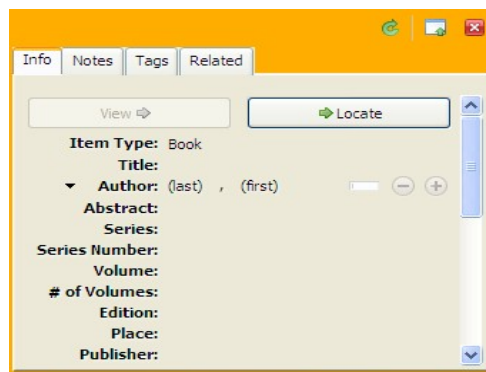 Info Notes Tags Related
View Locate
Item Type: Book
Title:
Author: (last) , (first)
Abstract:
Series:
Series Number:
Volume:
# of Volumes:
Edition:
Place:
Publisher: